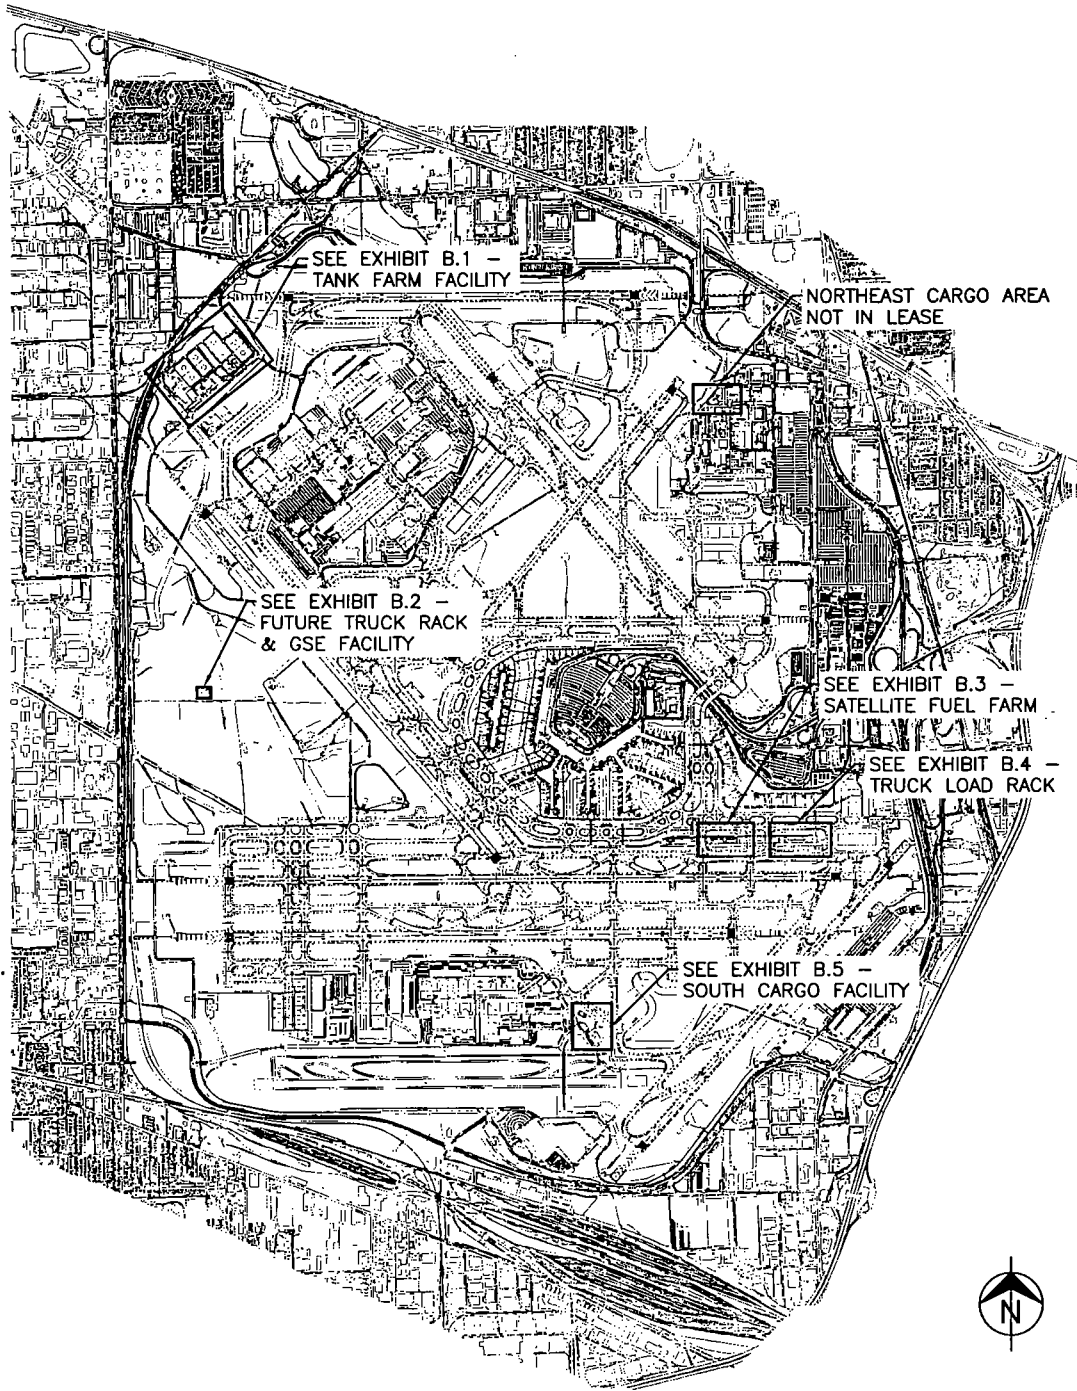 SEE EXHIBIT B.1 –
TANK FARM FACILITY
NORTHEAST CARGO AREA
NOT IN LEASE
SEE EXHIBIT B.2 –
FUTURE TRUCK RACK
& GSE FACILITY
SEE EXHIBIT B.3 –
SATELLITE FUEL FARM
SEE EXHIBIT B.4 –
TRUCK LOAD RACK
SEE EXHIBIT B.5 –
SOUTH CARGO FACILITY
N